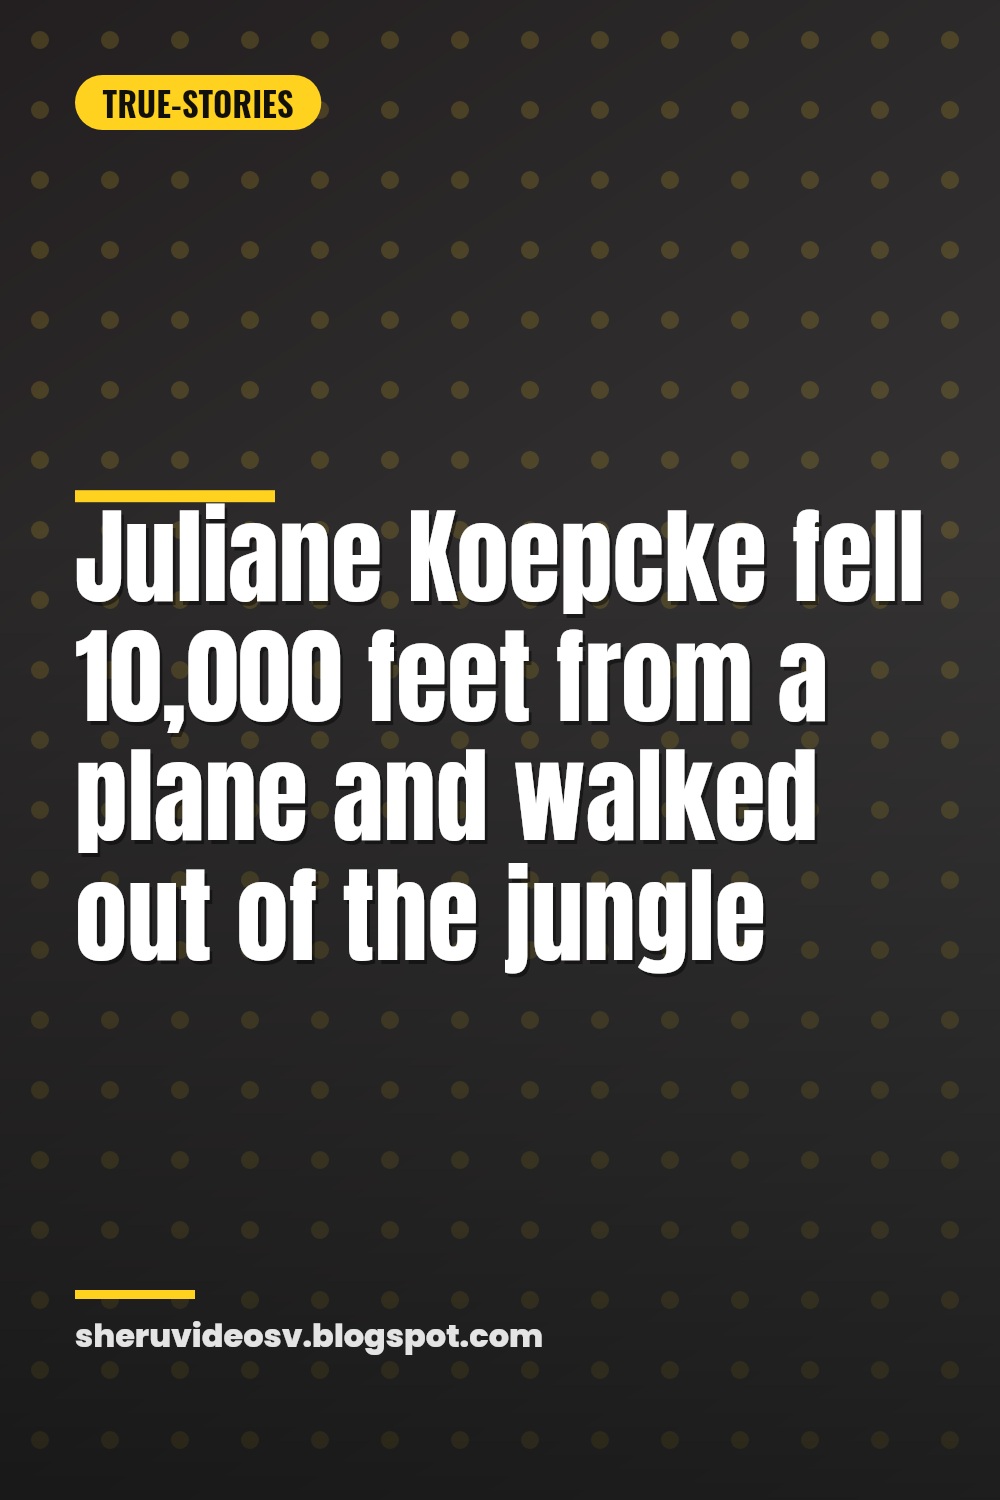 TRUE-STORIES
Juliane Koepcke fell
10,000 feet from a
plane and walked
out of the jungle
sheruvideosv.blogspot.com